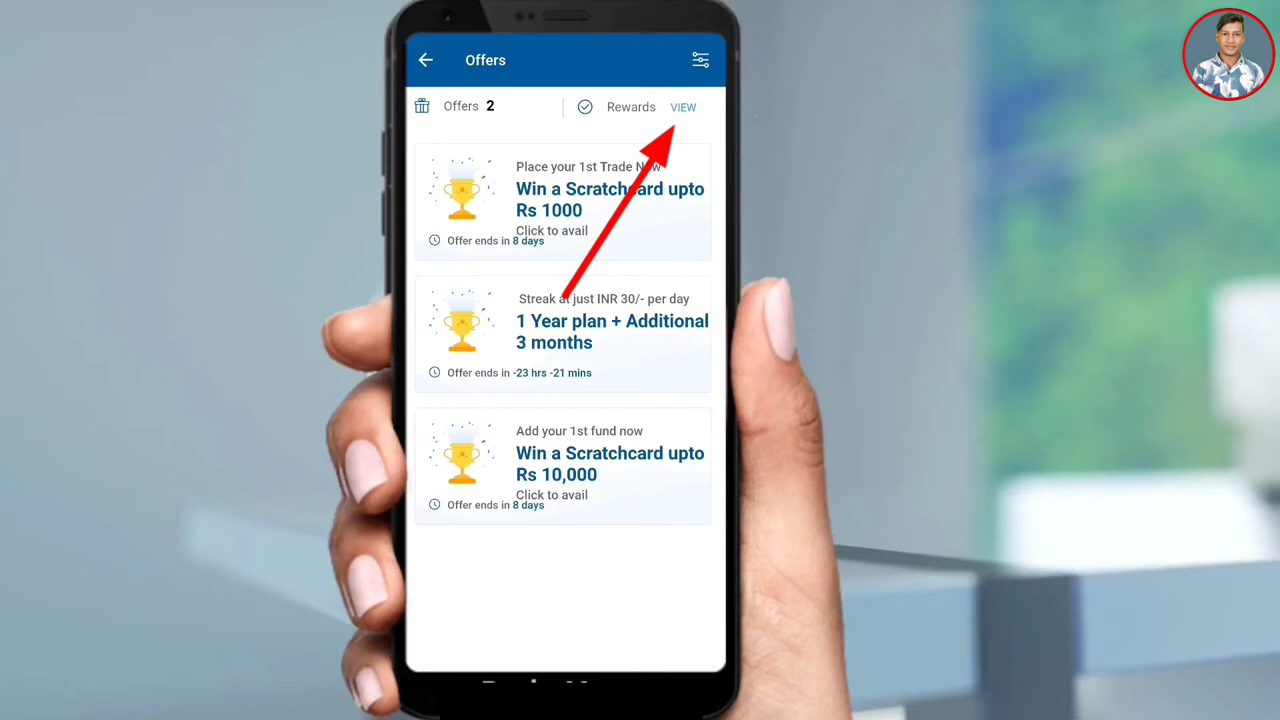 Offers
Offers 2
Rewards VIEW
Place your 1st Trade Now
Win a Scratchcard upto
Rs 1000
Click to avail
Offer ends in 8 days
Streak at just INR 30/- per day
1 Year plan + Additional
3 months
Offer ends in -23 hrs -21 mins
Add your 1st fund now
Win a Scratchcard upto
Rs 10,000
Click to avail
Offer ends in 8 days